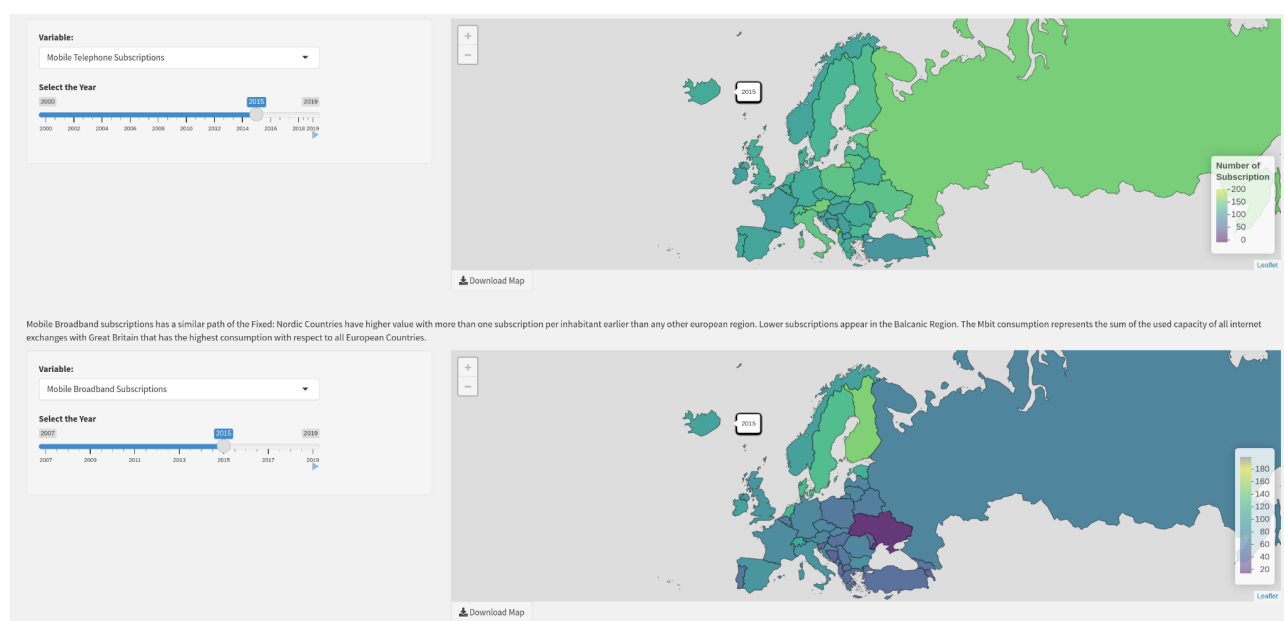 Variable:
Mobile Telephone Subscriptions
Select the Year
2000 2015 2019
2000 2002 2004 2006 2008 2010 2012 2014 2016 2018 2019
+
−
2015
Number of
Subscription
200
150
100
50
0
Leaflet
Download Map
Mobile Broadband subscriptions has a similar path of the Fixed: Nordic Countries have higher value with more than one subscription per inhabitant earlier than any other european region. Lower subscriptions appear in the Balcanic Region. The Mbit consumption represents the sum of the used capacity of all internet
exchanges with Great Britain that has the highest consumption with respect to all European Countries.
Variable:
Mobile Broadband Subscriptions
Select the Year
2007 2015 2019
2007 2009 2011 2013 2015 2017 2019
+
−
2015
180
160
140
120
100
80
60
40
20
Leaflet
Download Map